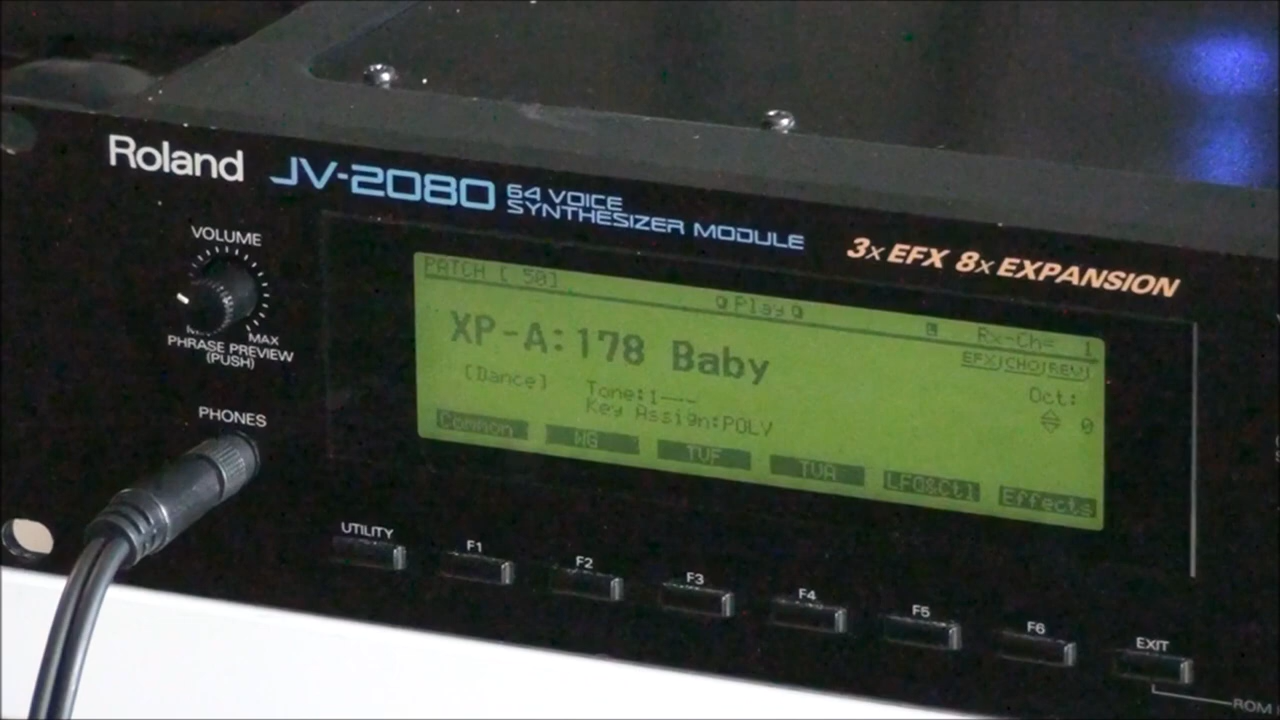 Roland JV-2080 64 VOICE
SYNTHESIZER MODULE
3x EFX 8x EXPANSION
VOLUME
MAX
PHRASE PREVIEW
(PUSH)
PHONES
PATCH [ 50]
Play
Rx-Ch= 1
XP-A:178 Baby
EFX|CHO|REV
[Dance]
Tone:1---
Key Assign:POLY
Oct:
0
Common WG TVF TVA LFO&Ctl Effects
UTILITY F1 F2 F3 F4 F5 F6 EXIT
ROM